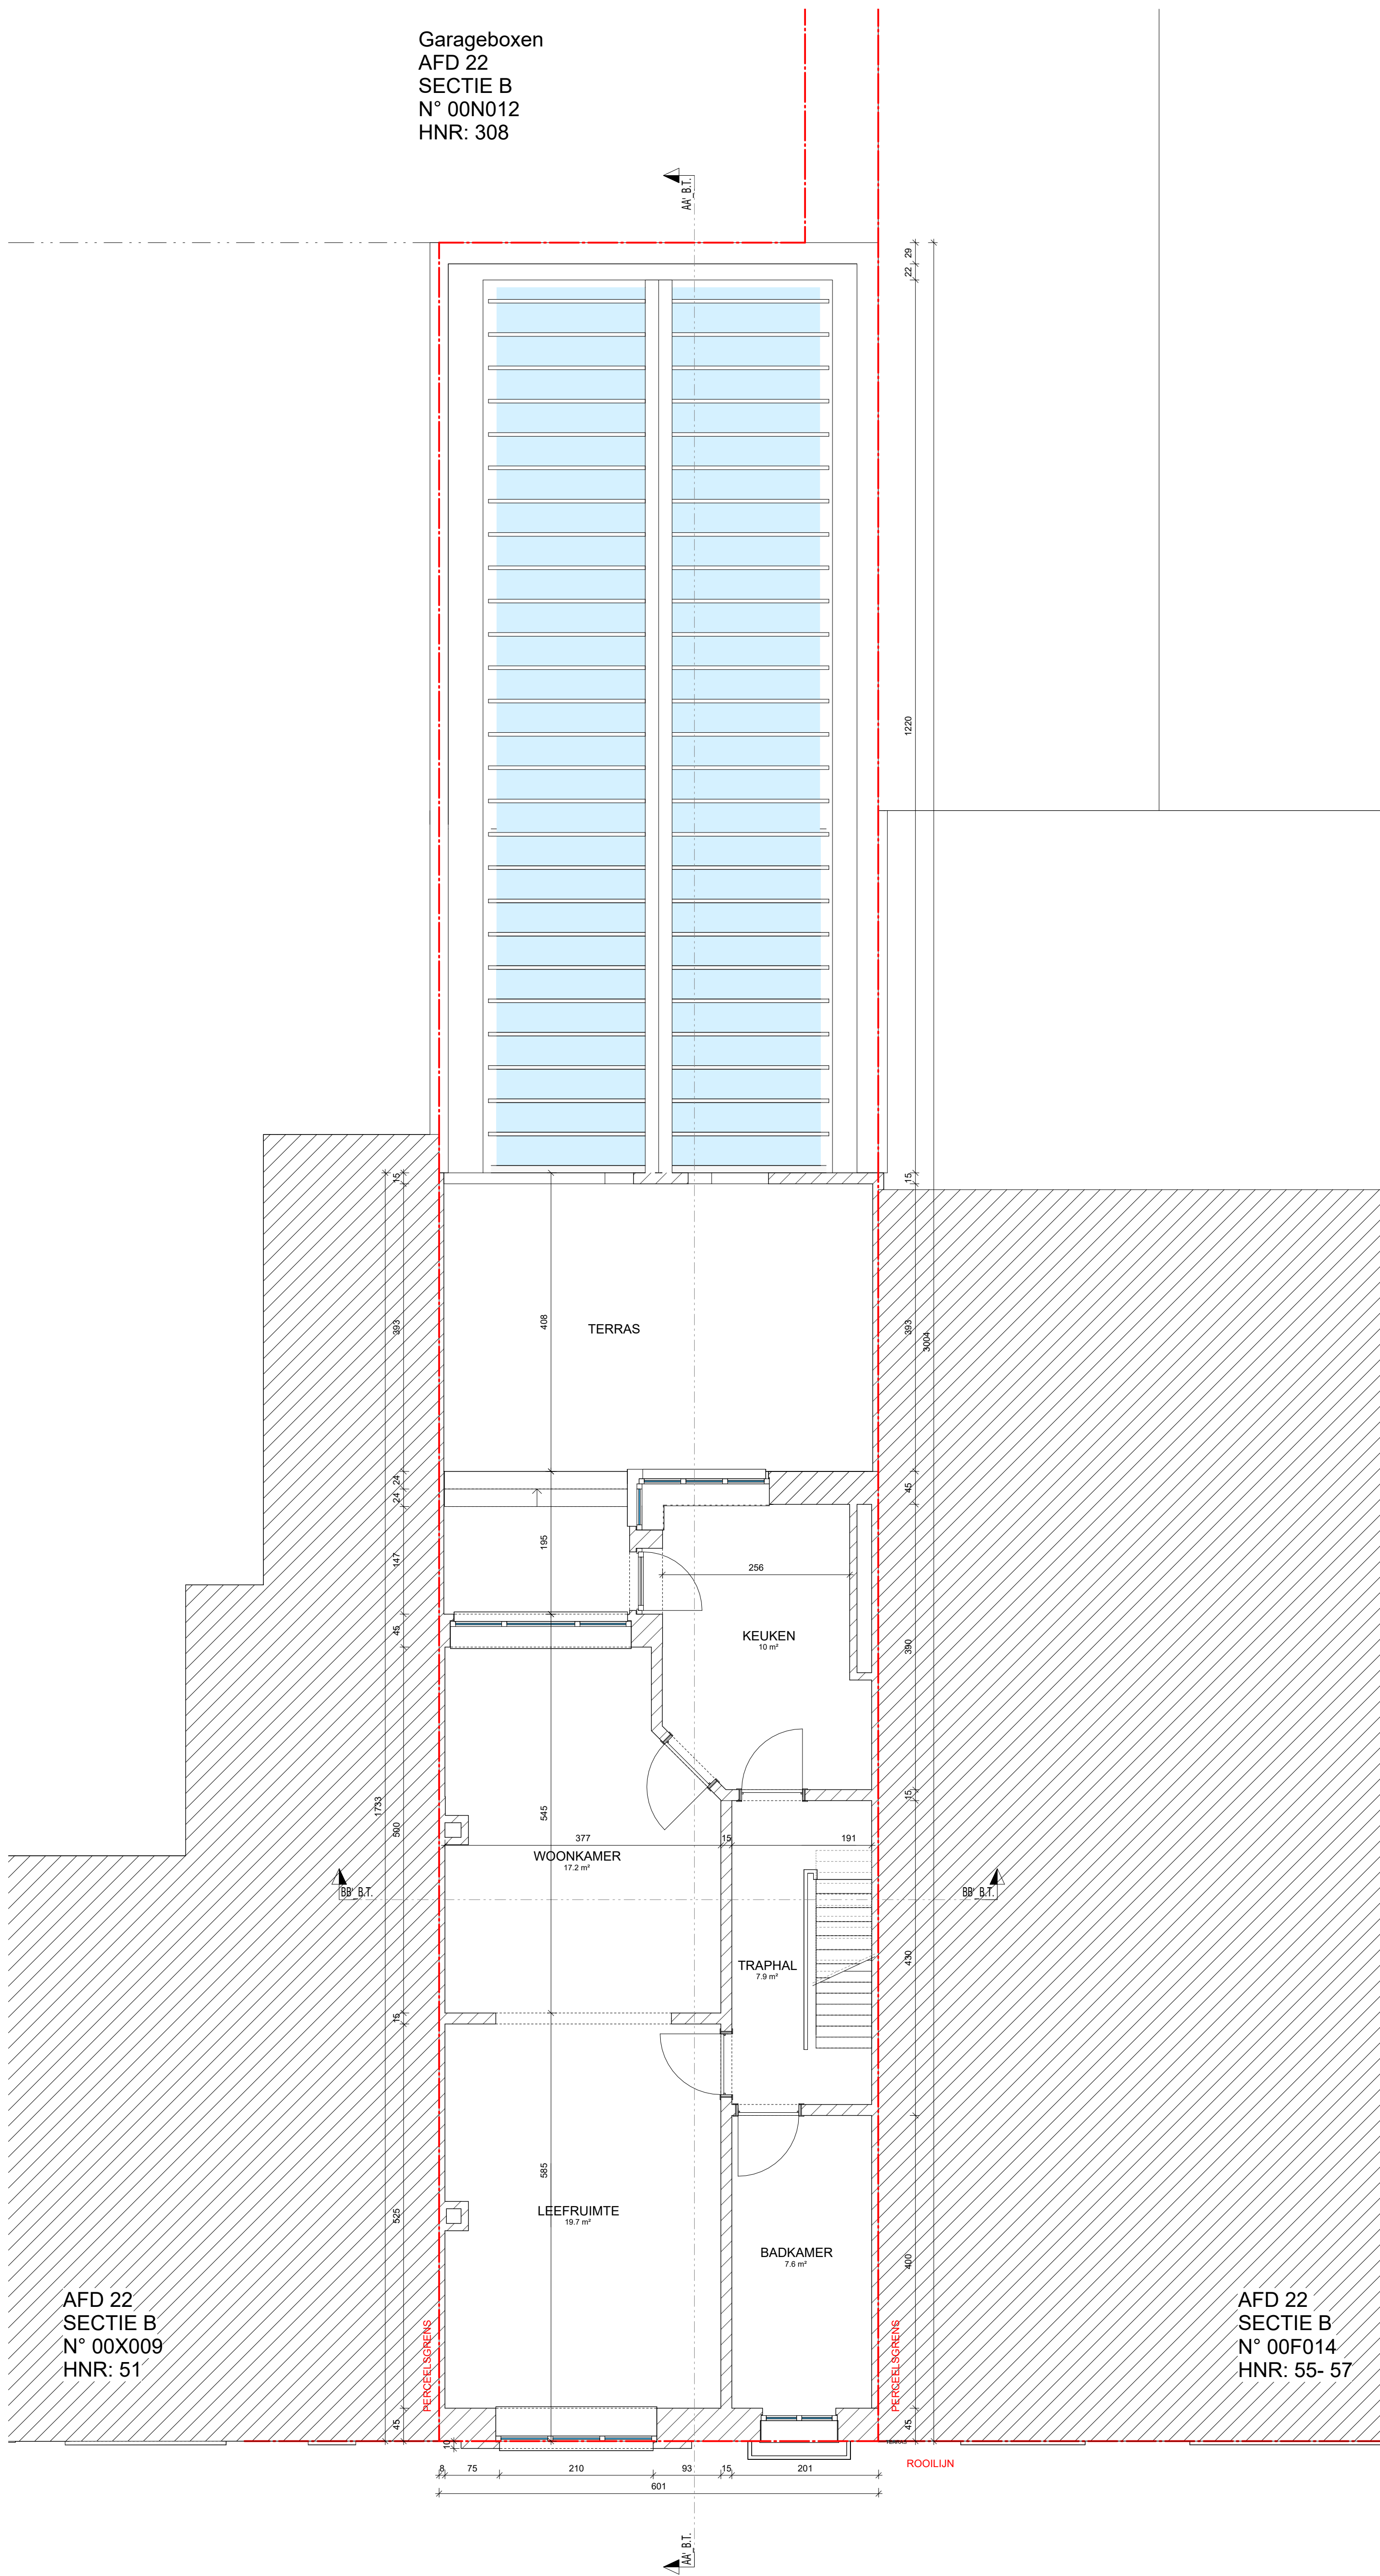 Garageboxen
AFD 22
SECTIE B
N° 00N012
HNR: 308
AA'_B.T.
29
22
1220
15
15
393
408
TERRAS
393
3004
24
24
45
195
147
256
45
KEUKEN
10 m²
390
15
1733
500
545
377
15
191
WOONKAMER
17.2 m²
BB'_B.T.
BB'_B.T.
TRAPHAL
7.9 m²
430
15
585
525
LEEFRUIMTE
19.7 m²
BADKAMER
7.6 m²
400
AFD 22
SECTIE B
N° 00X009
HNR: 51
PERCEELSGRENS
PERCEELSGRENS
AFD 22
SECTIE B
N° 00F014
HNR: 55- 57
45
45
10
ROOILIJN
8
75
210
93
15
201
601
AA'_B.T.